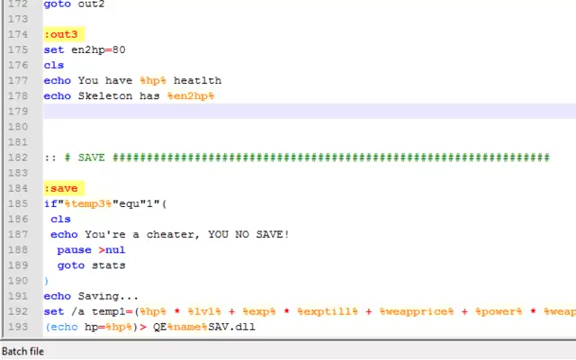 172 goto out2
173
174 :out3
175 set en2hp=80
176 cls
177 echo You have %hp% heatlth
178 echo Skeleton has %en2hp%
179
180
181
182 :: # SAVE ################################################################
183
184 :save
185 if"%temp3%"equ"1"(
186 cls
187 echo You're a cheater, YOU NO SAVE!
188 pause >nul
189 goto stats
190 )
191 echo Saving...
192 set /a temp1=(%hp% * %lvl% + %exp% * %exptill% + %weapprice% + %power% * %weap
193 (echo hp=%hp%)> QE%name%SAV.dll
Batch file